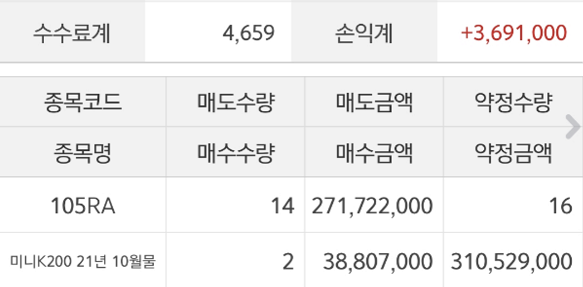 수수료계 4,659 손익계 +3,691,000
종목코드 매도수량 매도금액 약정수량
종목명 매수수량 매수금액 약정금액
105RA 14 271,722,000 16
미니K200 21년 10월물 2 38,807,000 310,529,000